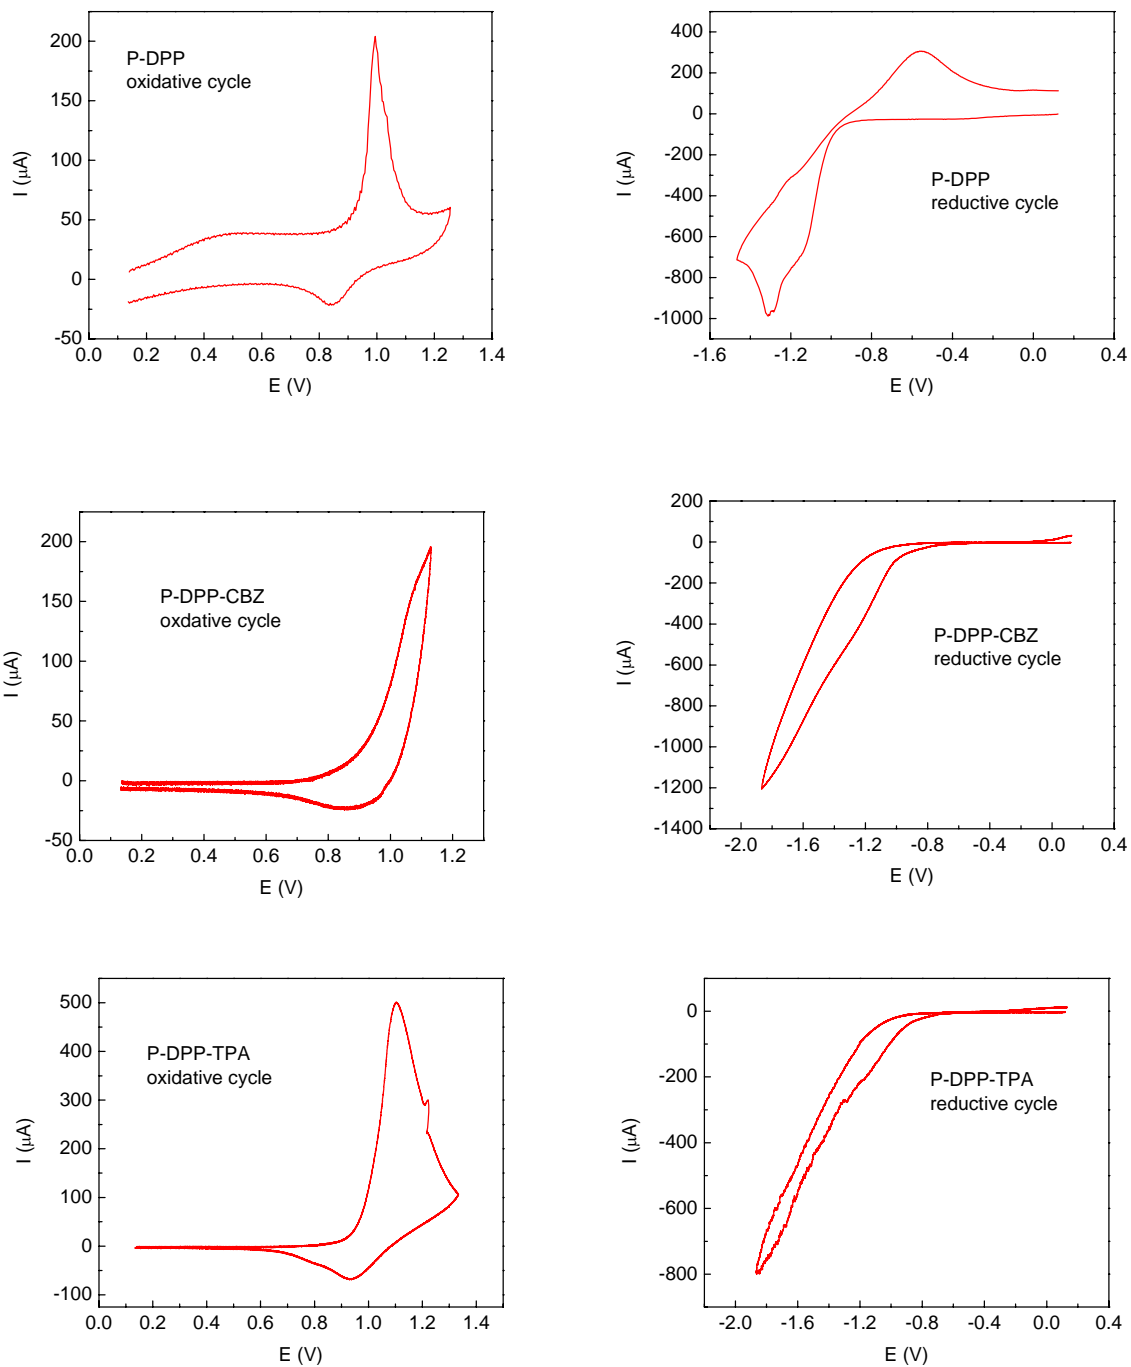 200
150
100
50
0
-50
0.0 0.2 0.4 0.6 0.8 1.0 1.2 1.4
I (μA)
E (V)
P-DPP
oxidative cycle
400
200
0
-200
-400
-600
-800
-1000
-1.6 -1.2 -0.8 -0.4 0.0 0.4
I (μA)
E (V)
P-DPP
reductive cycle
200
150
100
50
0
-50
0.0 0.2 0.4 0.6 0.8 1.0 1.2
I (μA)
E (V)
P-DPP-CBZ
oxdative cycle
200
0
-200
-400
-600
-800
-1000
-1200
-1400
-2.0 -1.6 -1.2 -0.8 -0.4 0.0 0.4
I (μA)
E (V)
P-DPP-CBZ
reductive cycle
500
400
300
200
100
0
-100
0.0 0.2 0.4 0.6 0.8 1.0 1.2 1.4
I (μA)
E (V)
P-DPP-TPA
oxidative cycle
0
-200
-400
-600
-800
-2.0 -1.6 -1.2 -0.8 -0.4 0.0 0.4
I (μA)
E (V)
P-DPP-TPA
reductive cycle